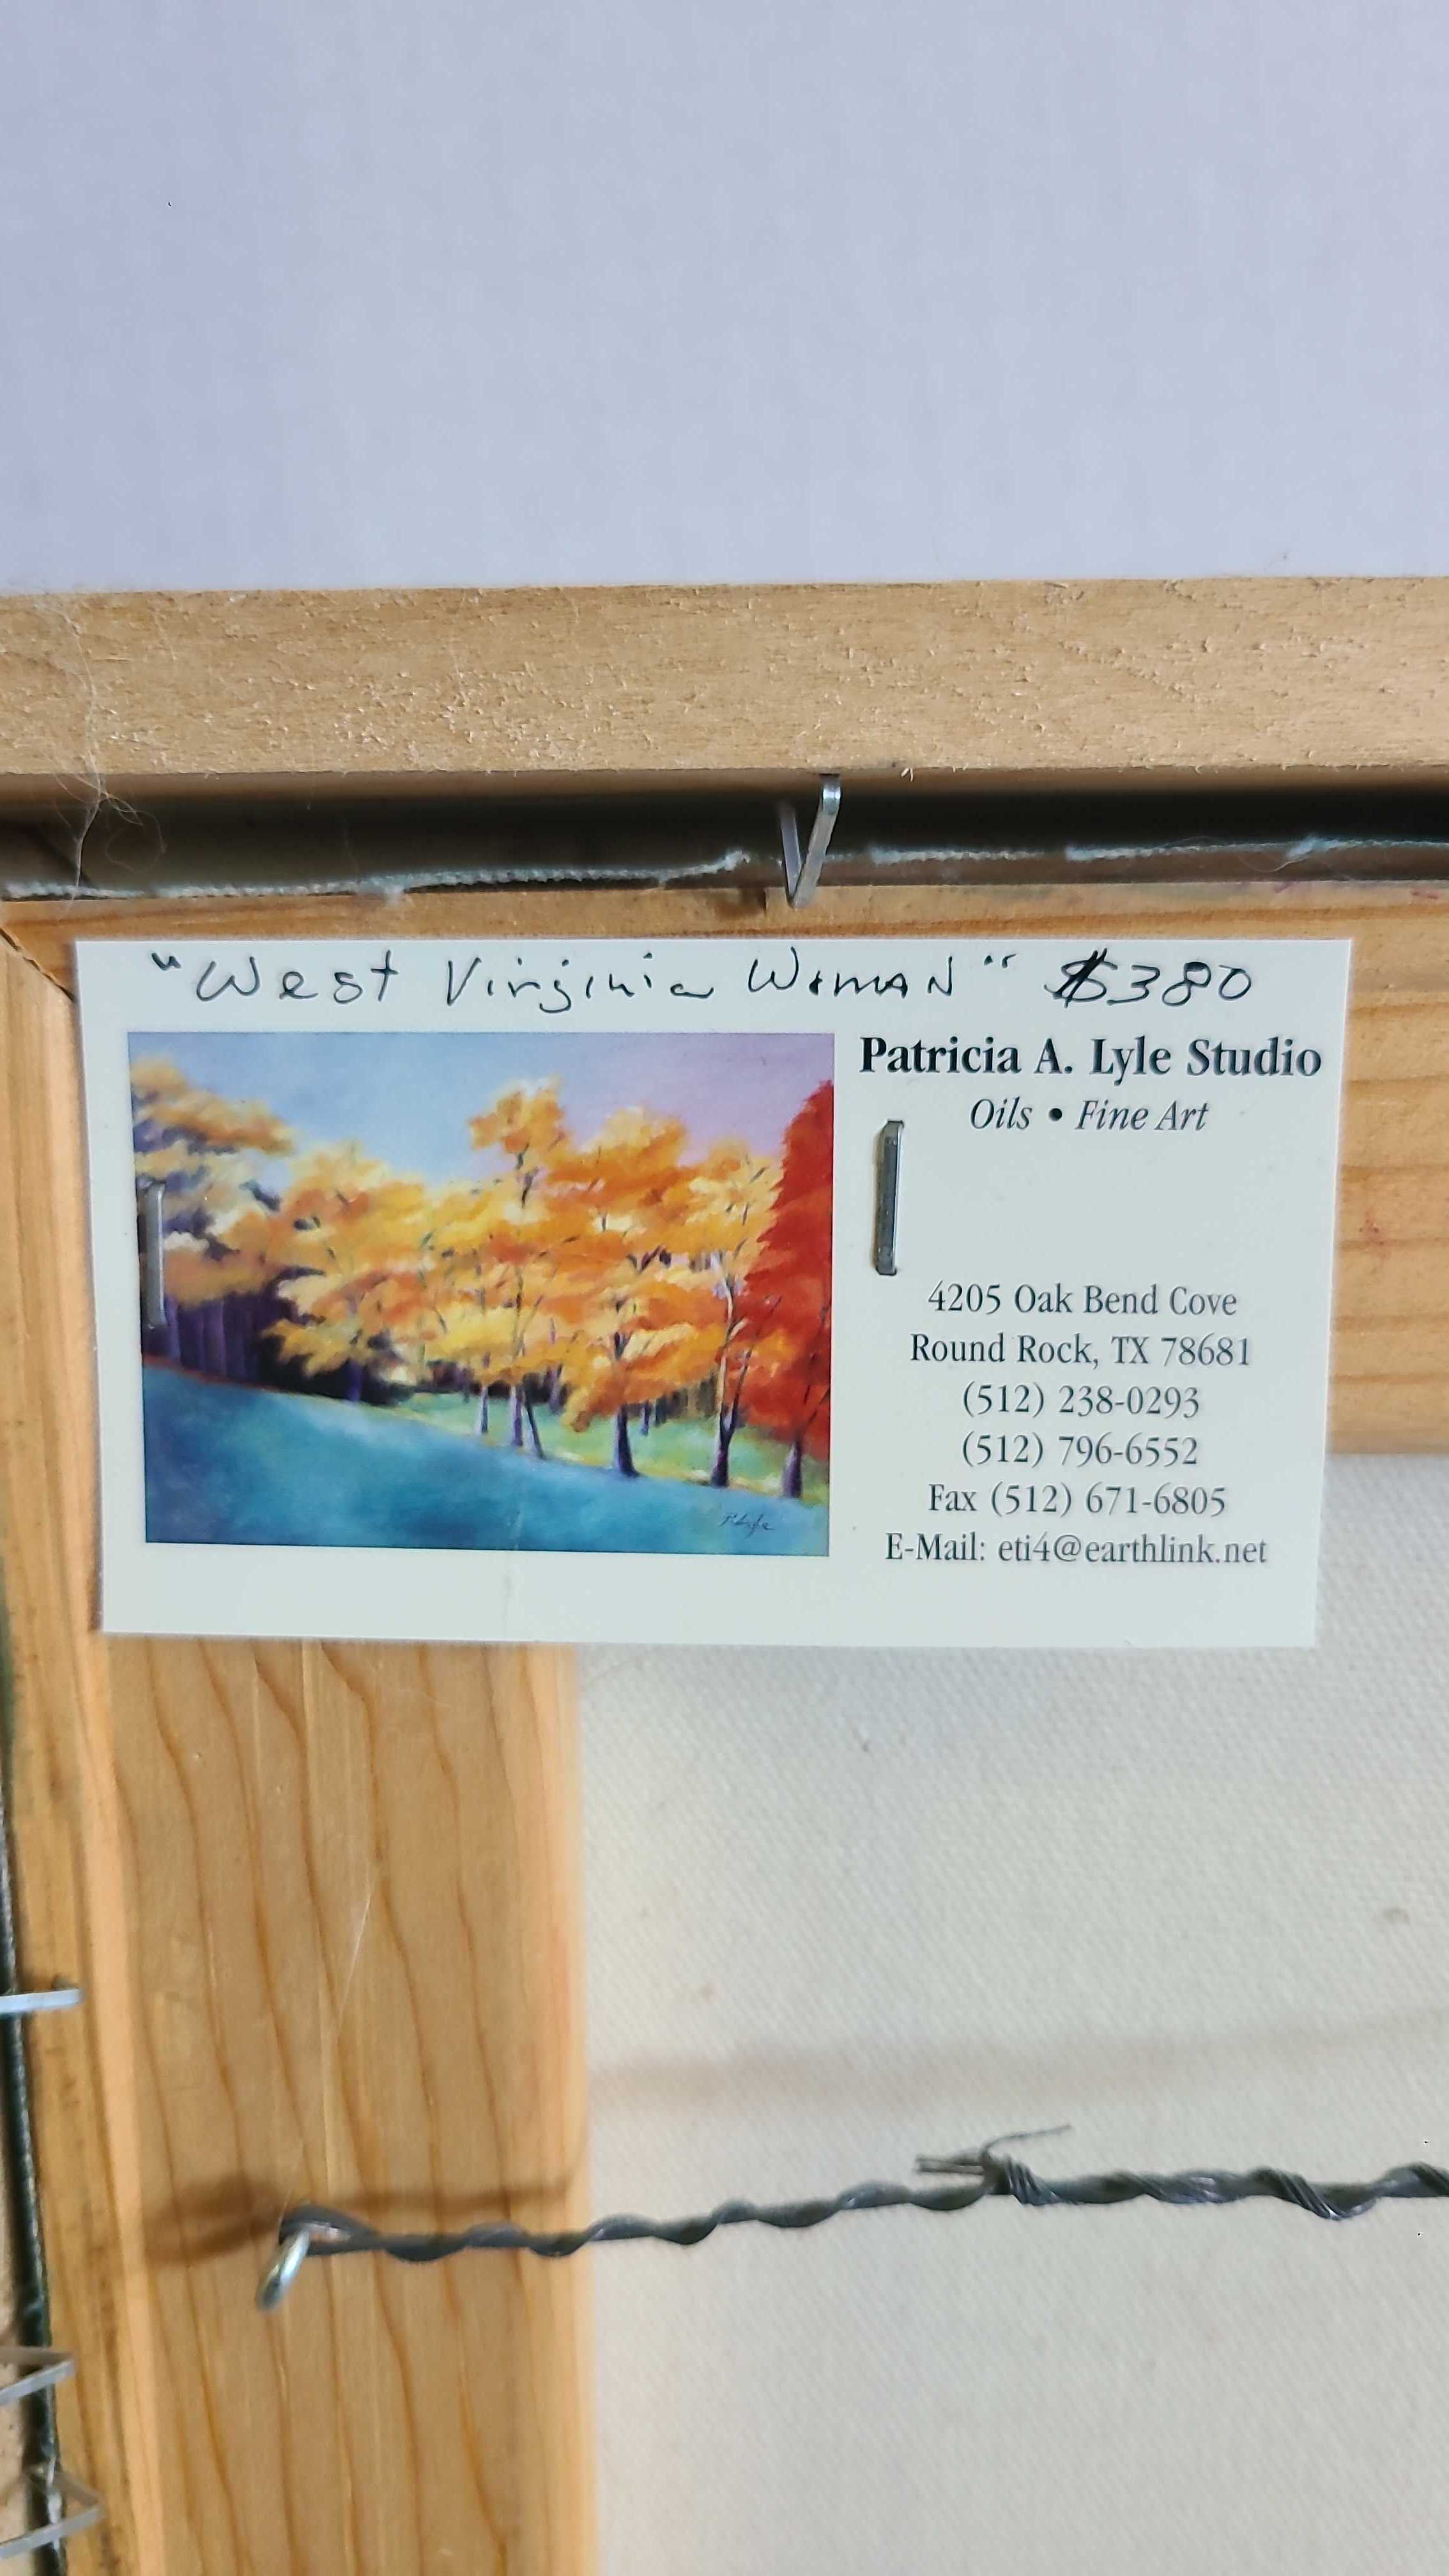 "West Virginia Woman" $380
Patricia A. Lyle Studio
Oils • Fine Art
4205 Oak Bend Cove
Round Rock, TX 78681
(512) 238-0293
(512) 796-6552
Fax (512) 671-6805
E-Mail: eti4@earthlink.net
P. Lyle